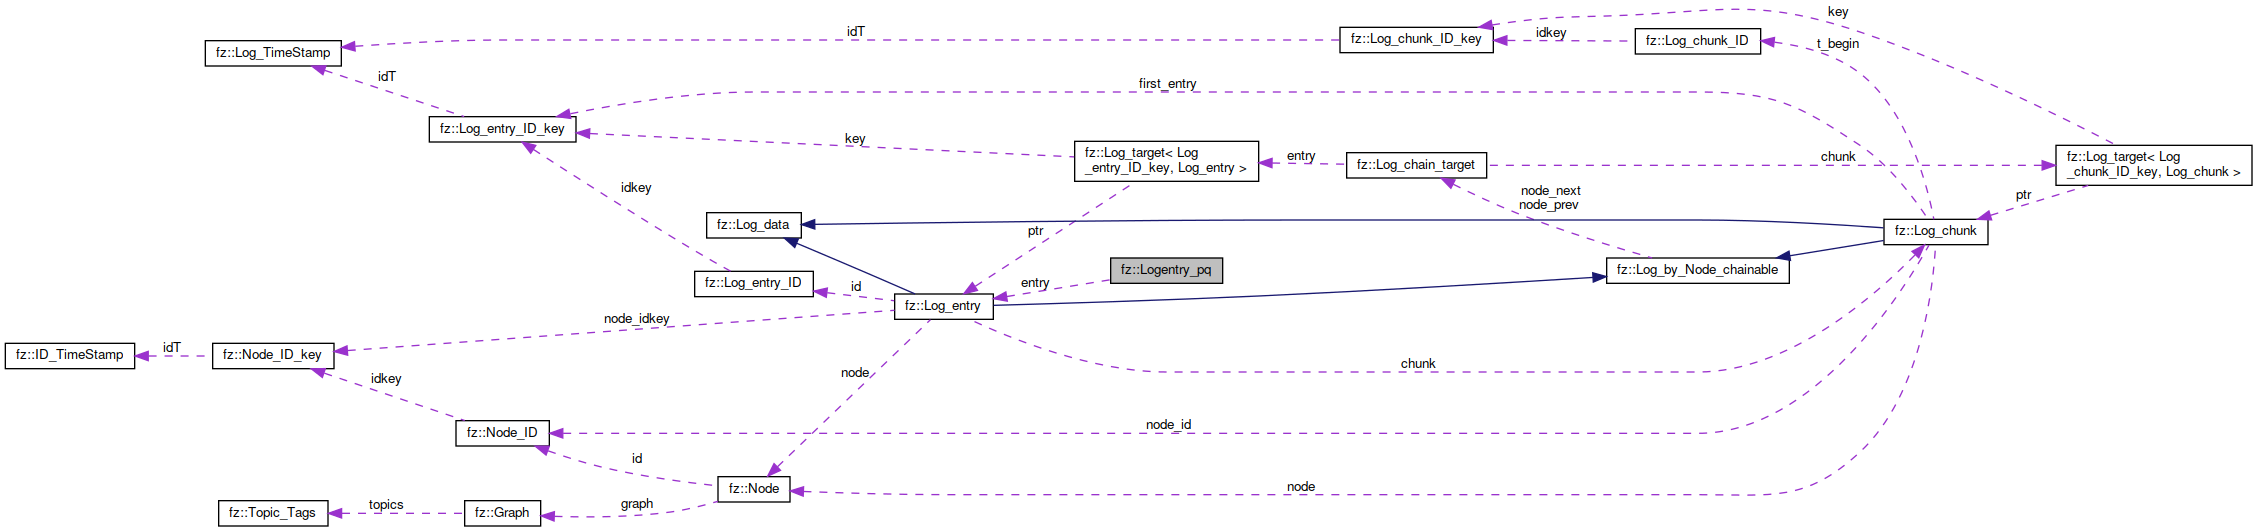 key
idT
fz::Log_chunk_ID_key
idkey
fz::Log_chunk_ID
t_begin
fz::Log_TimeStamp
idT
first_entry
fz::Log_entry_ID_key
key
fz::Log_target< Log
_entry_ID_key, Log_entry >
entry
fz::Log_chain_target
chunk
fz::Log_target< Log
_chunk_ID_key, Log_chunk >
idkey
node_next
node_prev
ptr
fz::Log_data
ptr
fz::Log_chunk
fz::Logentry_pq
fz::Log_by_Node_chainable
fz::Log_entry_ID
id
entry
fz::Log_entry
node_idkey
fz::ID_TimeStamp
idT
fz::Node_ID_key
chunk
idkey
node
fz::Node_ID
node_id
id
fz::Node
node
fz::Topic_Tags
topics
fz::Graph
graph